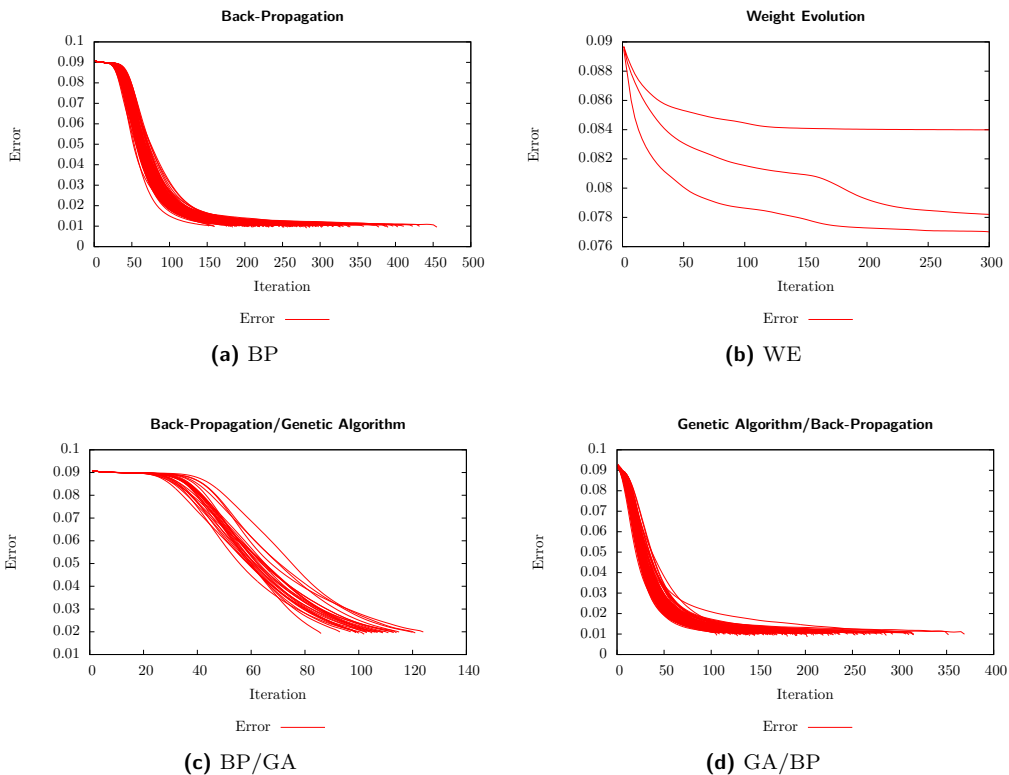 Back-Propagation
0.1
0.09
0.08
0.07
0.06
0.05
0.04
0.03
0.02
0.01
0
Error
0 50 100 150 200 250 300 350 400 450 500
Iteration
Error
(a) BP
Weight Evolution
0.09
0.088
0.086
0.084
0.082
0.08
0.078
0.076
Error
0 50 100 150 200 250 300
Iteration
Error
(b) WE
Back-Propagation/Genetic Algorithm
0.1
0.09
0.08
0.07
0.06
0.05
0.04
0.03
0.02
0.01
Error
0 20 40 60 80 100 120 140
Iteration
Error
(c) BP/GA
Genetic Algorithm/Back-Propagation
0.1
0.09
0.08
0.07
0.06
0.05
0.04
0.03
0.02
0.01
0
Error
0 50 100 150 200 250 300 350 400
Iteration
Error
(d) GA/BP